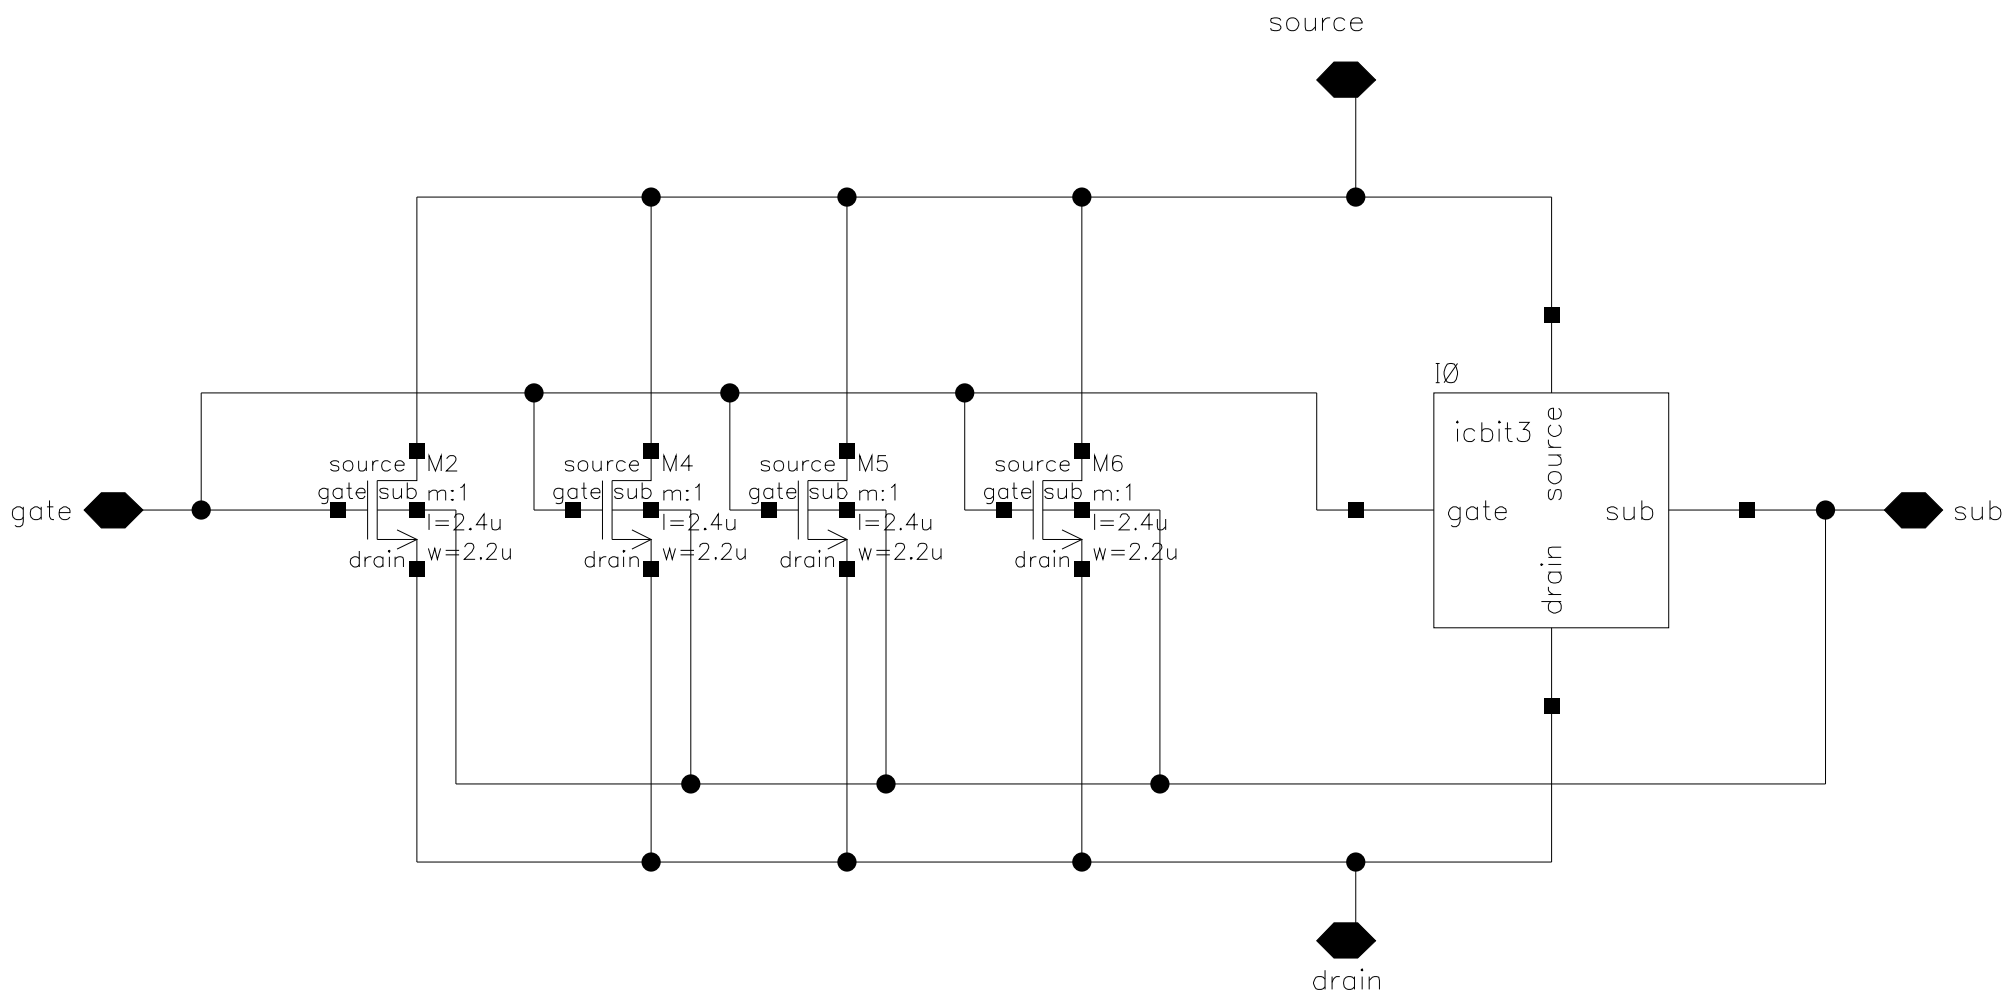 source
IØ
icbit3
source
gate
sub
drain
gate
sub
source M2
gate sub m:1
l=2.4u
drain w=2.2u
source M4
gate sub m:1
l=2.4u
drain w=2.2u
source M5
gate sub m:1
l=2.4u
drain w=2.2u
source M6
gate sub m:1
l=2.4u
drain w=2.2u
drain